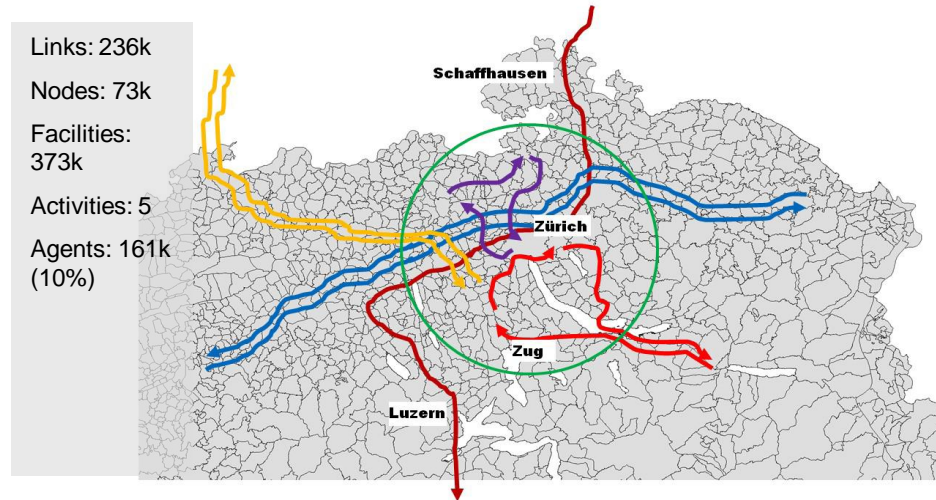 Links: 236k
Nodes: 73k
Facilities:
373k
Activities: 5
Agents: 161k
(10%)
Schaffhausen
Zürich
Zug
Luzern